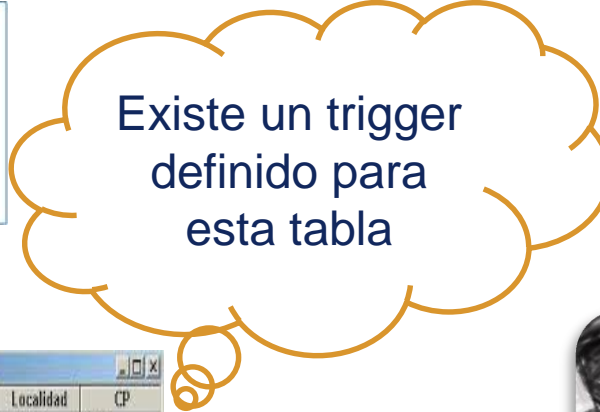 Existe un trigger
definido para
esta tabla
Localidad CP